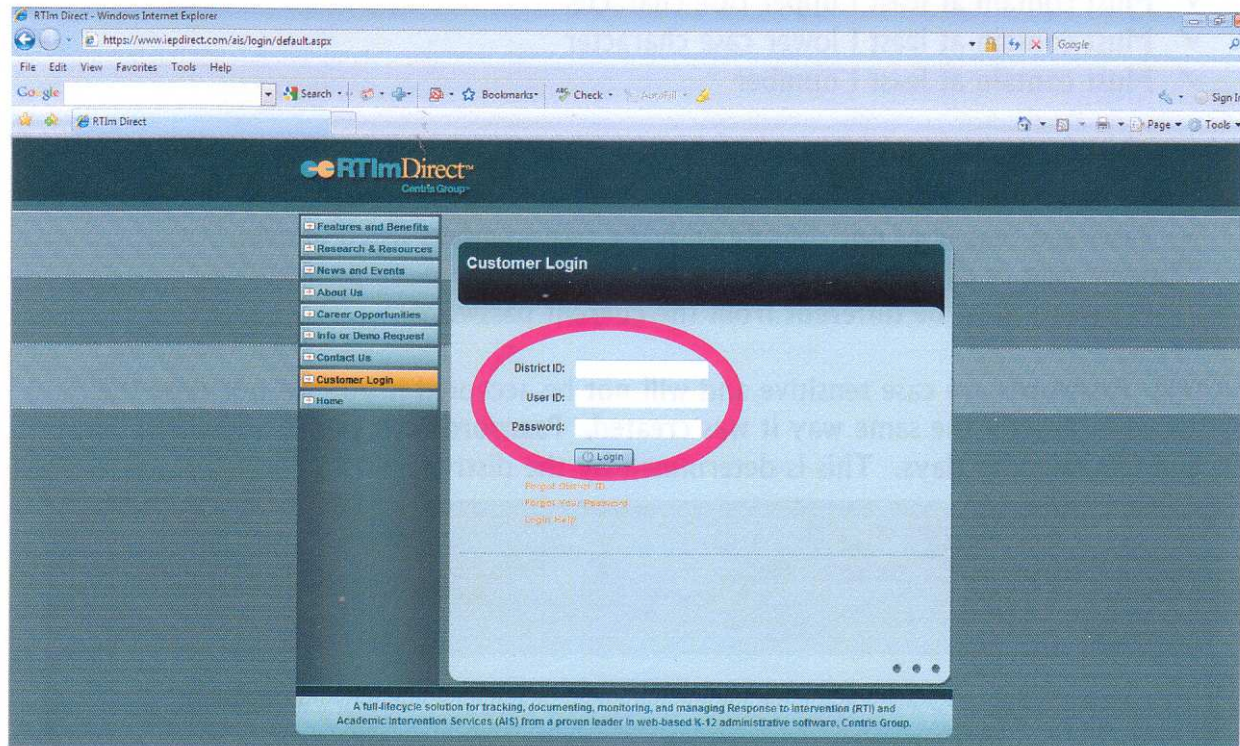 RTIm Direct - Windows Internet Explorer
https://www.iepdirect.com/ais/login/default.aspx
Google
File Edit View Favorites Tools Help
Google Search Bookmarks Check AutoFill Sign In
RTIm Direct Page Tools
RTImDirect™
Centris Group™
Features and Benefits
Research & Resources
News and Events
About Us
Career Opportunities
Info or Demo Request
Contact Us
Customer Login
Home
Customer Login
District ID:
User ID:
Password:
Login
Forgot District ID
Forgot Your Password
Login Help
A full-lifecycle solution for tracking, documenting, monitoring, and managing Response to Intervention (RTI) and
Academic Intervention Services (AIS) from a proven leader in web-based K-12 administrative software, Centris Group.